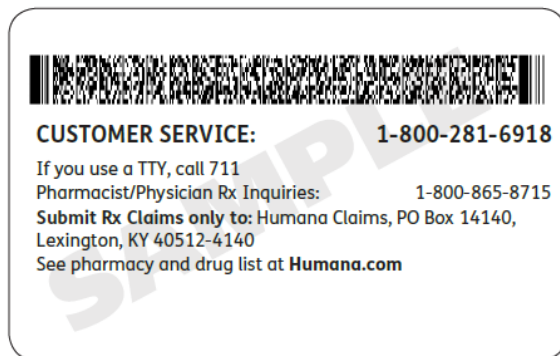 CUSTOMER SERVICE: 1-800-281-6918
If you use a TTY, call 711
Pharmacist/Physician Rx Inquiries: 1-800-865-8715
Submit Rx Claims only to: Humana Claims, PO Box 14140,
Lexington, KY 40512-4140
See pharmacy and drug list at Humana.com
SAMPLE